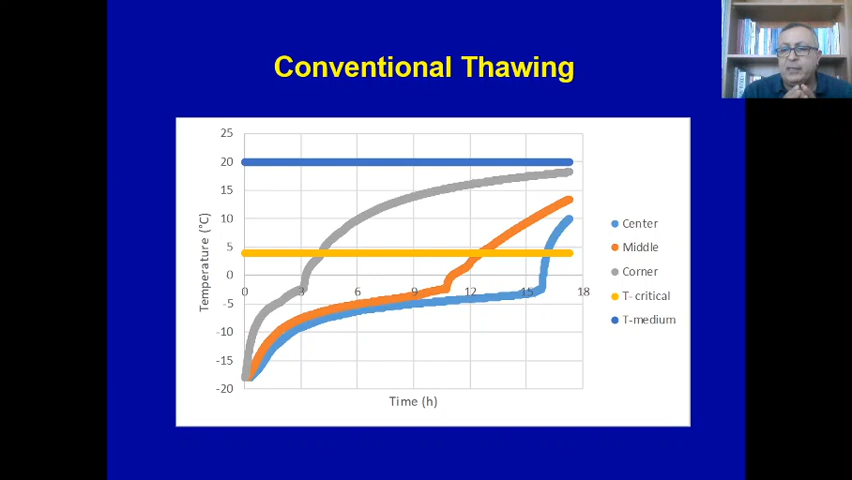 Conventional Thawing
25
20
15
10
5
0
-5
-10
-15
-20
0 3 6 9 12 15 18
Temperature (°C)
Time (h)
Center
Middle
Corner
T- critical
T-medium